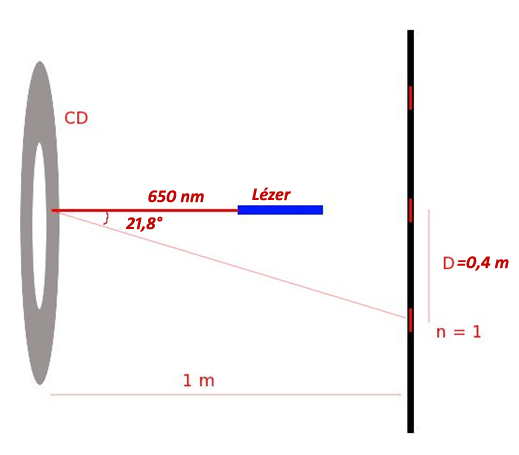 CD
650 nm
Lézer
21,8°
D=0,4 m
n = 1
1 m